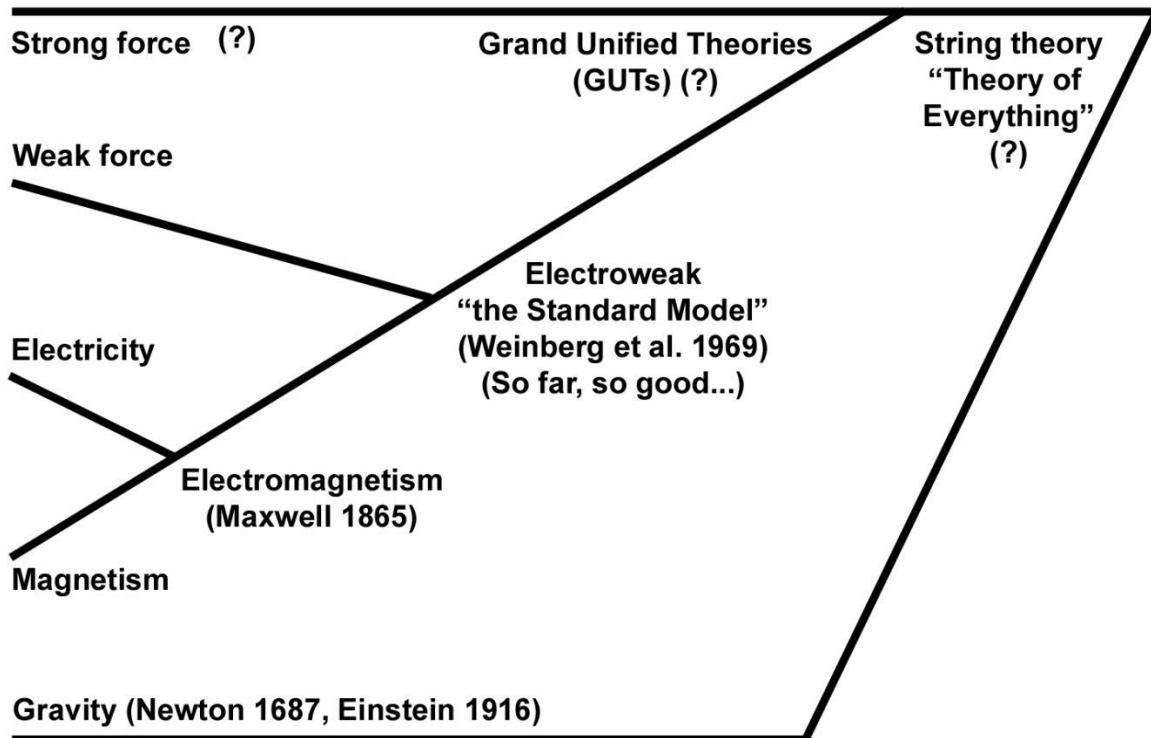 Strong force (?)
Grand Unified Theories
(GUTs) (?)
String theory
“Theory of
Everything”
(?)
Weak force
Electroweak
“the Standard Model”
(Weinberg et al. 1969)
(So far, so good...)
Electricity
Electromagnetism
(Maxwell 1865)
Magnetism
Gravity (Newton 1687, Einstein 1916)